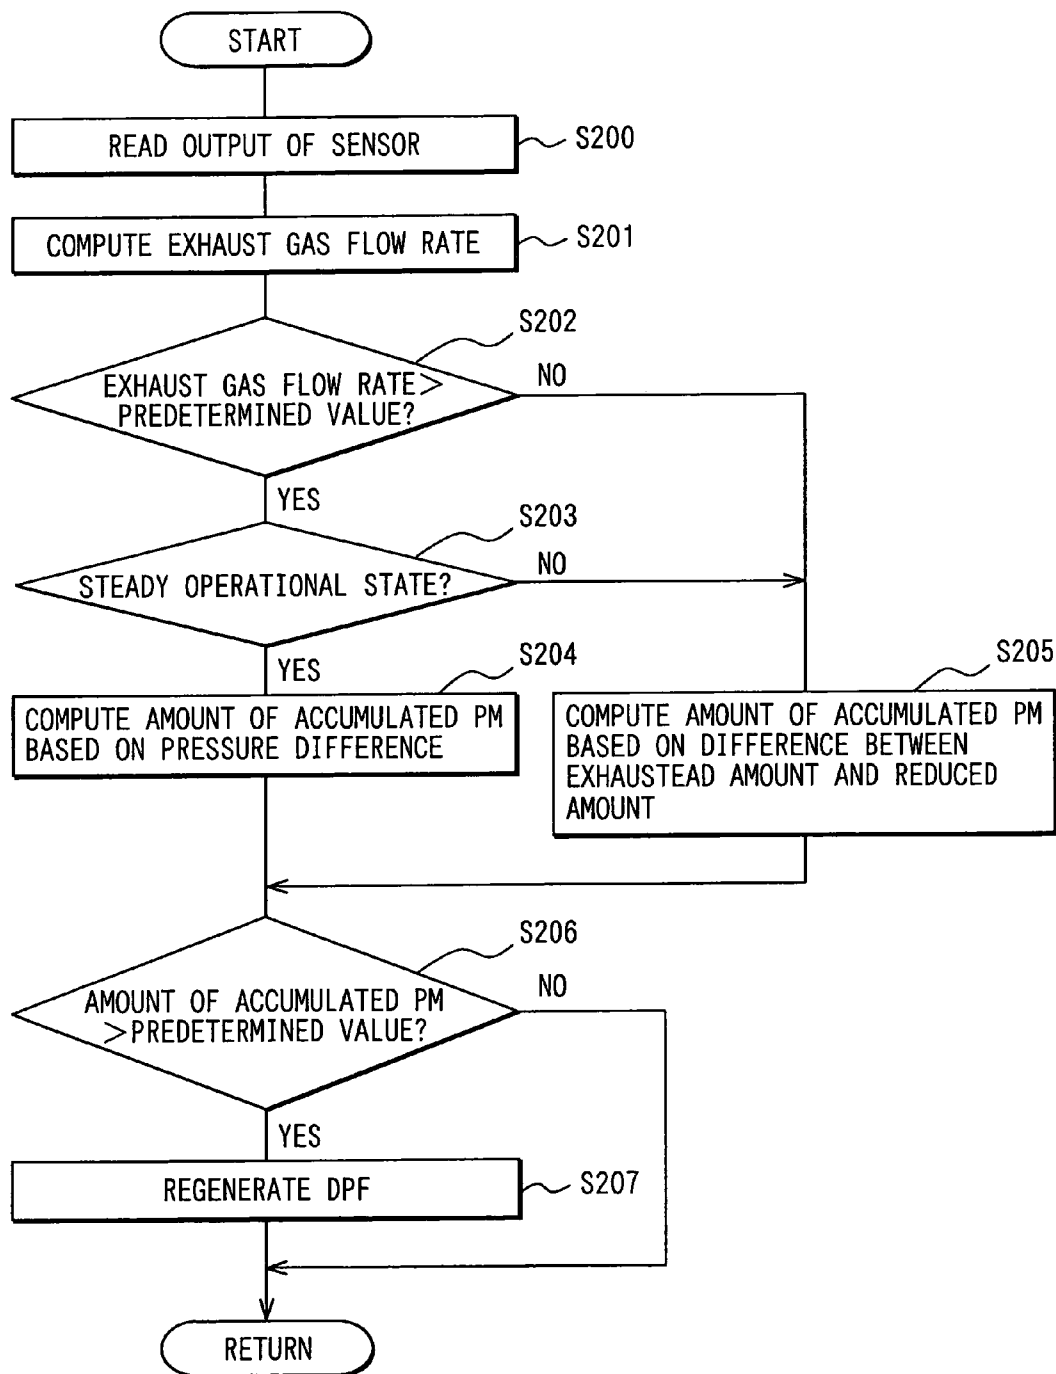 START
READ OUTPUT OF SENSOR
S200
COMPUTE EXHAUST GAS FLOW RATE
S201
S202
EXHAUST GAS FLOW RATE>
PREDETERMINED VALUE?
NO
YES
S203
STEADY OPERATIONAL STATE?
NO
YES
S204
COMPUTE AMOUNT OF ACCUMULATED PM
BASED ON PRESSURE DIFFERENCE
S205
COMPUTE AMOUNT OF ACCUMULATED PM
BASED ON DIFFERENCE BETWEEN
EXHAUSTEAD AMOUNT AND REDUCED
AMOUNT
S206
AMOUNT OF ACCUMULATED PM
>PREDETERMINED VALUE?
NO
YES
REGENERATE DPF
S207
RETURN